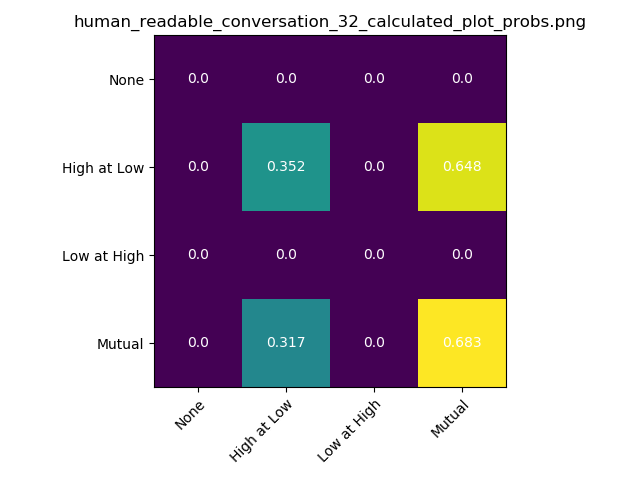 human_readable_conversation_32_calculated_plot_probs.png
None 0.0 0.0 0.0 0.0
High at Low 0.0 0.352 0.0 0.648
Low at High 0.0 0.0 0.0 0.0
Mutual 0.0 0.317 0.0 0.683
None High at Low Low at High Mutual